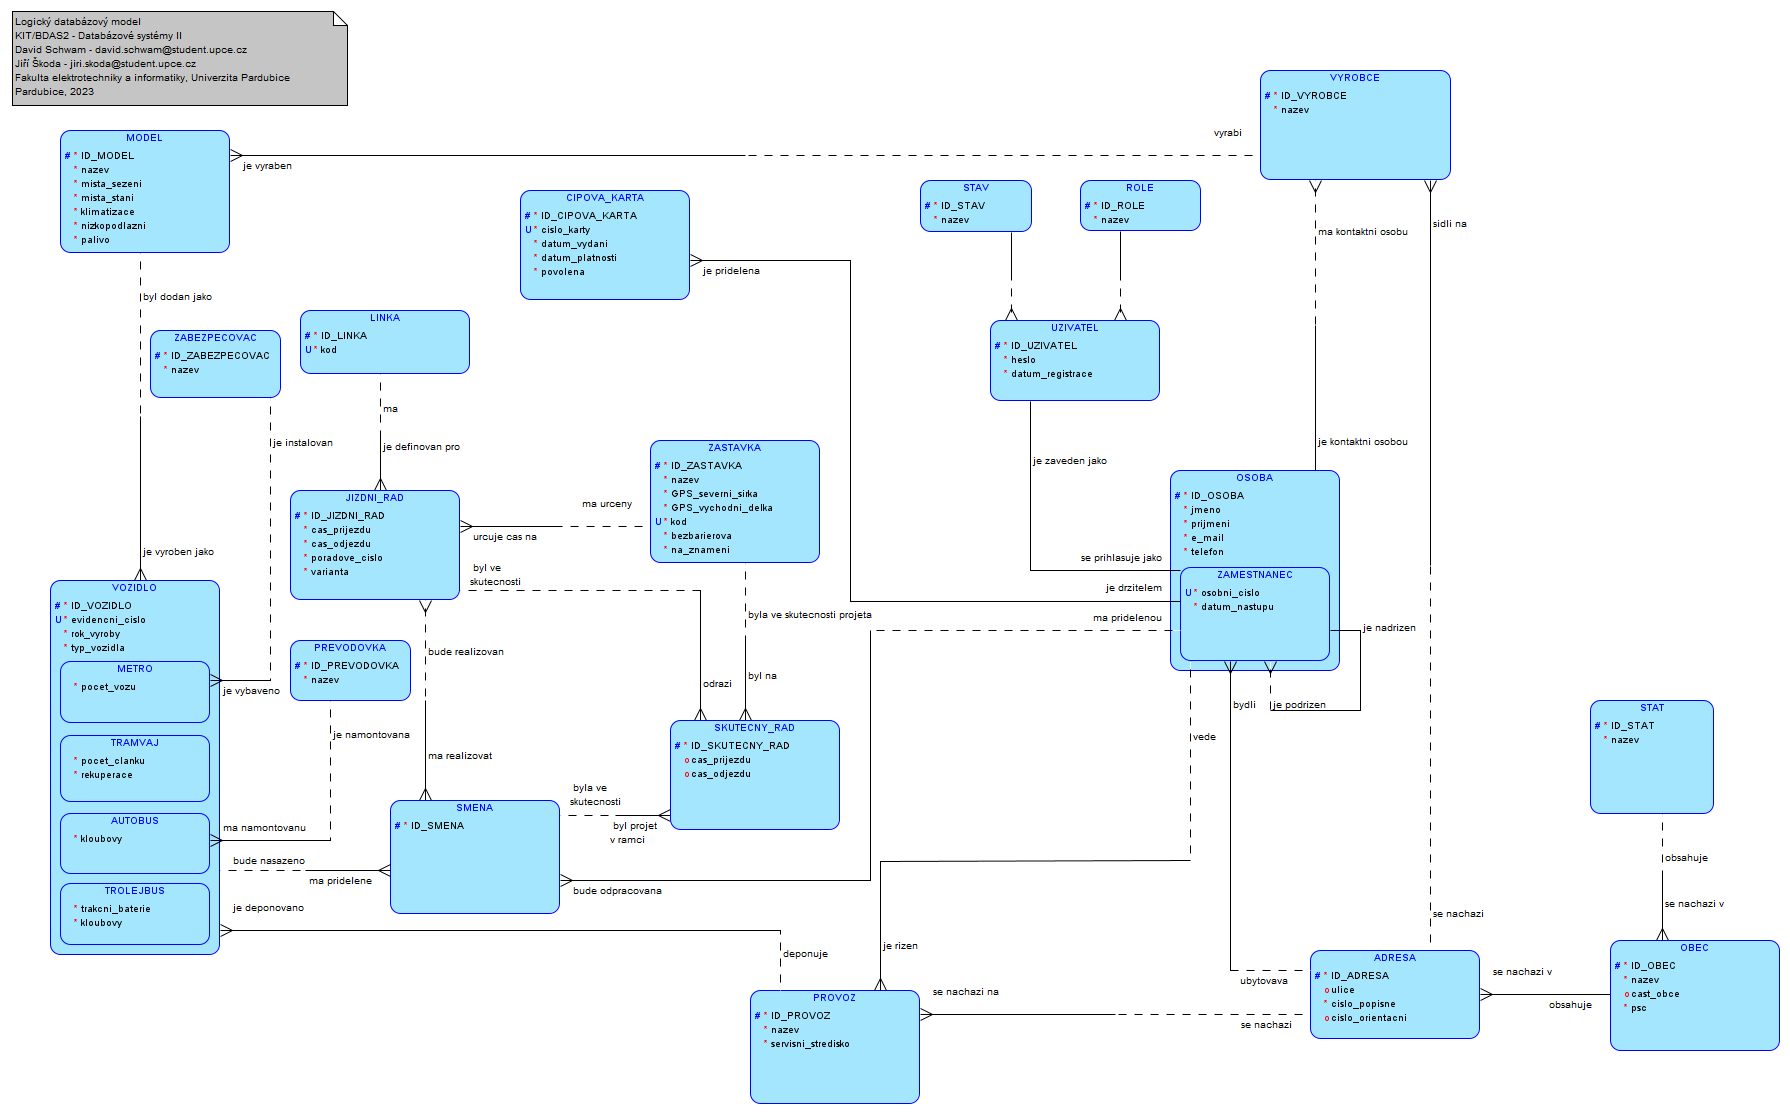 Logický databázový model
KIT/BDAS2 - Databázové systémy II
David Schwam - david.schwam@student.upce.cz
Jiří Škoda - jiri.skoda@student.upce.cz
Fakulta elektrotechniky a informatiky, Univerzita Pardubice
Pardubice, 2023
VYROBCE
# * ID_VYROBCE
* nazev
vyrabi
je vyraben
MODEL
# * ID_MODEL
* nazev
* mista_sezeni
* mista_stani
* klimatizace
* nizkopodlazni
* palivo
CIPOVA_KARTA
# * ID_CIPOVA_KARTA
U * cislo_karty
* datum_vydani
* datum_platnosti
* povolena
je pridelena
STAV
# * ID_STAV
* nazev
ROLE
# * ID_ROLE
* nazev
ma kontaktni osobu
sidli na
byl dodan jako
ZABEZPECOVAC
# * ID_ZABEZPECOVAC
* nazev
LINKA
# * ID_LINKA
U * kod
UZIVATEL
# * ID_UZIVATEL
* heslo
* datum_registrace
ma
je instalovan
je definovan pro
je kontaktni osobou
je zaveden jako
ZASTAVKA
# * ID_ZASTAVKA
* nazev
* GPS_severni_sirka
* GPS_vychodni_delka
U * kod
* bezbarierova
* na_znameni
JIZDNI_RAD
# * ID_JIZDNI_RAD
* cas_prijezdu
* cas_odjezdu
* poradove_cislo
* varianta
ma urceny
urcuje cas na
OSOBA
# * ID_OSOBA
* jmeno
* prijmeni
* e_mail
* telefon
ZAMESTNANEC
U * osobni_cislo
* datum_nastupu
se prihlasuje jako
je drzitelem
ma pridelenou
je nadrizen
je podrizen
je vyroben jako
byl ve
skutecnosti
byla ve skutecnosti projeta
VOZIDLO
# * ID_VOZIDLO
U * evidencni_cislo
* rok_vyroby
* typ_vozidla
METRO
* pocet_vozu
TRAMVAJ
* pocet_clanku
* rekuperace
AUTOBUS
* kloubovy
TROLEJBUS
* trakcni_baterie
* kloubovy
PREVODOVKA
# * ID_PREVODOVKA
* nazev
je vybaveno
je namontovana
ma namontovanu
bude nasazeno
ma pridelene
je deponovano
bude realizovan
ma realizovat
odrazi
byl na
SKUTECNY_RAD
# * ID_SKUTECNY_RAD
o cas_prijezdu
o cas_odjezdu
byla ve
skutecnosti
byl projet
v ramci
SMENA
# * ID_SMENA
bude odpracovana
bydli
vede
STAT
# * ID_STAT
* nazev
obsahuje
se nachazi v
se nachazi
je rizen
deponuje
PROVOZ
# * ID_PROVOZ
* nazev
* servisni_stredisko
se nachazi na
se nachazi
ubytovava
ADRESA
# * ID_ADRESA
o ulice
* cislo_popisne
o cislo_orientacni
se nachazi v
obsahuje
OBEC
# * ID_OBEC
* nazev
o cast_obce
* psc